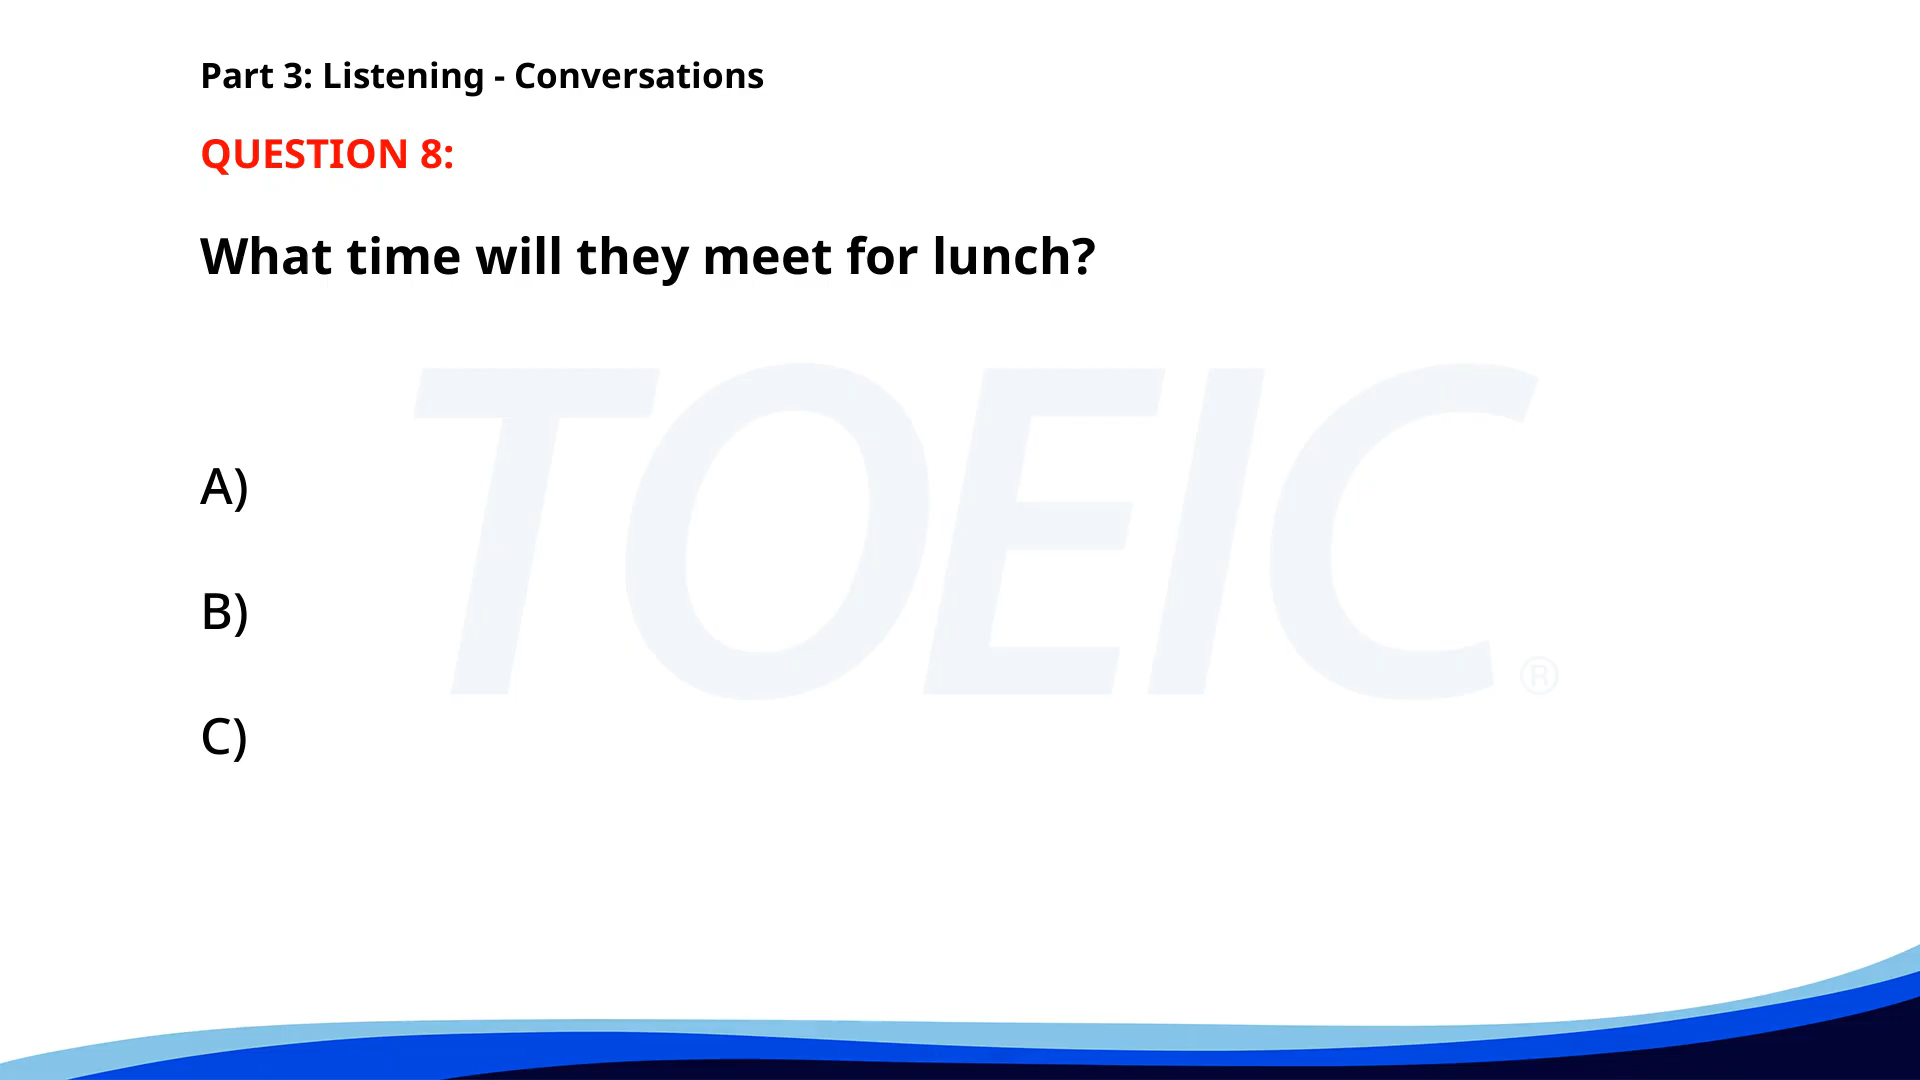 Part 3: Listening - Conversations
QUESTION 8:
What time will they meet for lunch?
TOEIC ®
A)
B)
C)